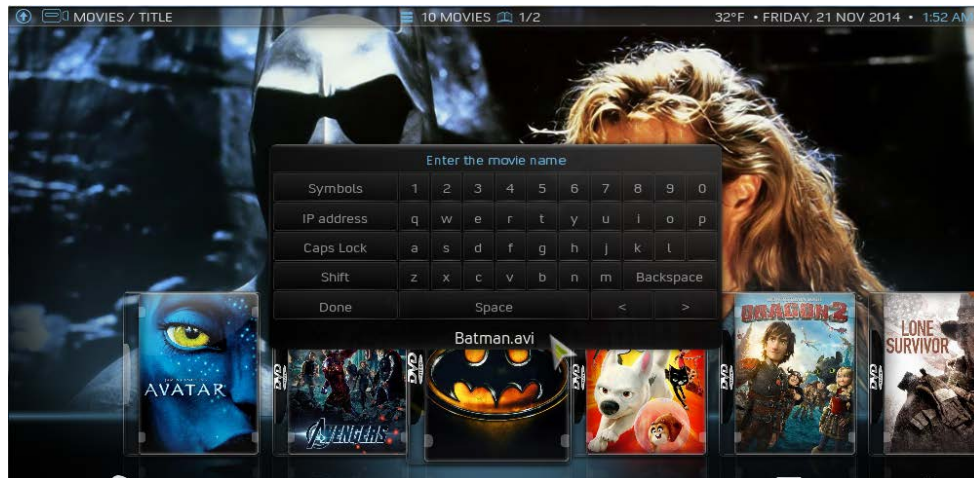 MOVIES / TITLE
10 MOVIES 1/2
32°F • FRIDAY, 21 NOV 2014 • 1:52 AM
Enter the movie name
Symbols 1 2 3 4 5 6 7 8 9 0
IP address q w e r t y u i o p
Caps Lock a s d f g h j k l
Shift z x c v b n m Backspace
Done Space < >
Batman.avi
AVATAR
DVD
AVENGERS
DVD
DVD
DRAGON 2
LONE
SURVIVOR